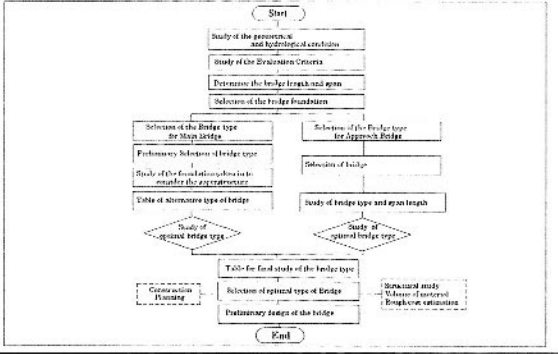 Start
Study of the geometrical
and hydrological condition
Study of the Evaluation Criteria
Determine the bridge length and span
Selection of the bridge foundation
Selection of the Bridge type
for Main Bridge
Selection of the Bridge type
for Approach Bridge
Preliminary Selection of bridge type
Selection of bridge
Study of the foundation
consider the superstructure
Table of alternative type of bridge
Study of bridge type and span length
Study of
optimal bridge type
Study of
optimal bridge type
Table for final study of the bridge type
Construction
Planning
Selection of optimal type of Bridge
Structural study
Volume of material
Rough cost estimation
Preliminary design of the bridge
End